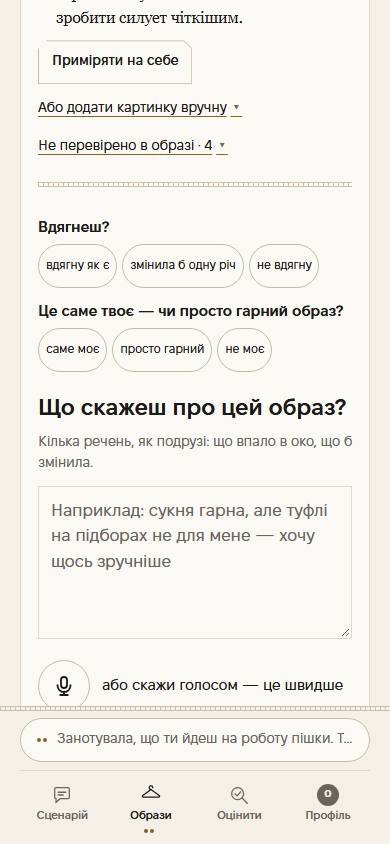 зробити силует чіткішим.
Приміряти на себе
Або додати картинку вручну ▾
Не перевірено в образі · 4 ▾
Вдягнеш?
вдягну як є
змінила б одну річ
не вдягну
Це саме твоє — чи просто гарний образ?
саме моє
просто гарний
не моє
Що скажеш про цей образ?
Кілька речень, як подрузі: що впало в око, що б
змінила.
Наприклад: сукня гарна, але туфлі
на підборах не для мене — хочу
щось зручніше
або скажи голосом — це швидше
Занотувала, що ти йдеш на роботу пішки. Т...
Сценарій
Образи
Оцінити
О
Профіль